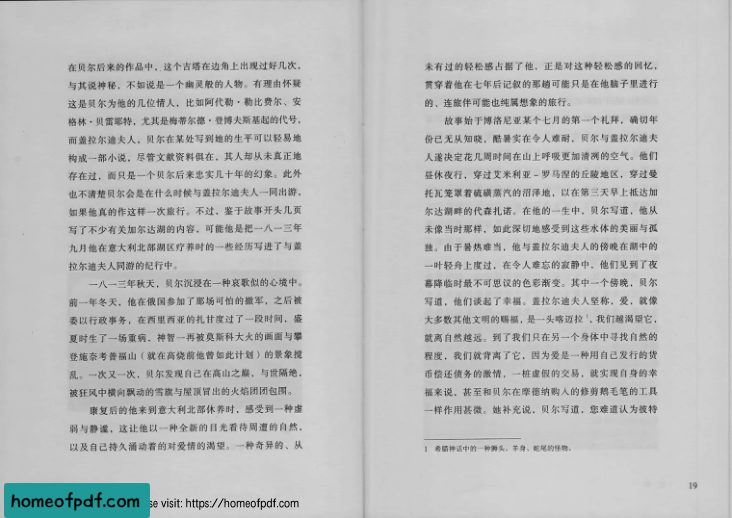 在贝尔后来的作品中，这个古塔在边角上出现过好几次，
与其说神秘，不如说是一个幽灵般的人物。有理由怀疑
这是贝尔为他的几位情人，比如阿代勒·勒比费尔、安
格林·贝雷耶特，尤其是梅蒂尔德·登博夫斯基起的代号，
而盖拉尔迪夫人，贝尔在某处写到她的生平可以轻易地
构成一部小说，尽管文献资料俱在，其人却从未真正地
存在过，而只是一个贝尔后来忠实几十年的幻象。此外
也不清楚贝尔会是在什么时候与盖拉尔迪夫人一同出游，
如果他真的作这样一次旅行。不过，鉴于故事开头几页
写了不少有关加尔达湖的内容，可能他是把一八一三年
九月他在意大利北部湖区疗养时的一些经历写进了与盖
拉尔迪夫人同游的纪行中。
一八一三年秋天，贝尔沉浸在一种哀歌似的心境中。
前一年冬天，他在俄国参加了那场可怕的撤军，之后被
委以行政事务，在西里西亚的扎甘度过了一段时间，盛
夏时生了一场重病，神智一再被莫斯科大火的画面与攀
登施奈考普福山（就在高烧前他曾如此计划）的景象搅
乱。一次又一次，贝尔发现自己在高山之巅，与世隔绝，
被狂风中横向飘动的雪旗与屋顶冒出的火焰团团包围。
康复后的他来到意大利北部休养时，感受到一种虚
弱与静谧，这让他以一种全新的目光看待周遭的自然，
以及自己持久涌动着的对爱情的渴望。一种奇异的、从
未有过的轻松感占据了他，正是对这种轻松感的回忆，
贯穿着他在七年后记叙的那趟可能只是在他脑子里进行
的、连旅伴可能也纯属想象的旅行。
故事始于博洛尼亚某个七月的第一个礼拜，确切年
份已无从知晓，酷暑实在令人难耐，贝尔与盖拉尔迪夫
人遂决定花几周时间在山上呼吸更加清冽的空气。他们
昼休夜行，穿过艾米利亚－罗马涅的丘陵地区，穿过曼
托瓦笼罩着硫磺蒸汽的沼泽地，以在第三天早上抵达加
尔达湖畔的代森扎诺。在他的一生中，贝尔写道，他从
未像当时那样，如此深切地感受到这些水体的美丽与孤
独。由于暑热难当，他与盖拉尔迪夫人的傍晚在湖中的
一叶轻舟上度过，在令人难忘的寂静中，他们见到了夜
幕降临时最不可思议的色彩渐变。其中一个傍晚，贝尔
写道，他们谈起了幸福。盖拉尔迪夫人坚称，爱，就像
大多数其他文明的赐福，是一头喀迈拉¹，我们越渴望它，
就离自然越远。到了我们只在另一个身体中寻找自然的
程度，我们就背离了它，因为爱是一种用自己发行的货
币偿还债务的激情，一桩虚假的交易，就实现自身的幸
福来说，甚至和贝尔在摩德纳购入的修剪鹅毛笔的工具
一样作用甚微。她补充说，贝尔写道，您难道认为彼特
1 希腊神话中的一种狮头、羊身、蛇尾的怪物。
19
homeofpdf.com
se visit: https://homeofpdf.com